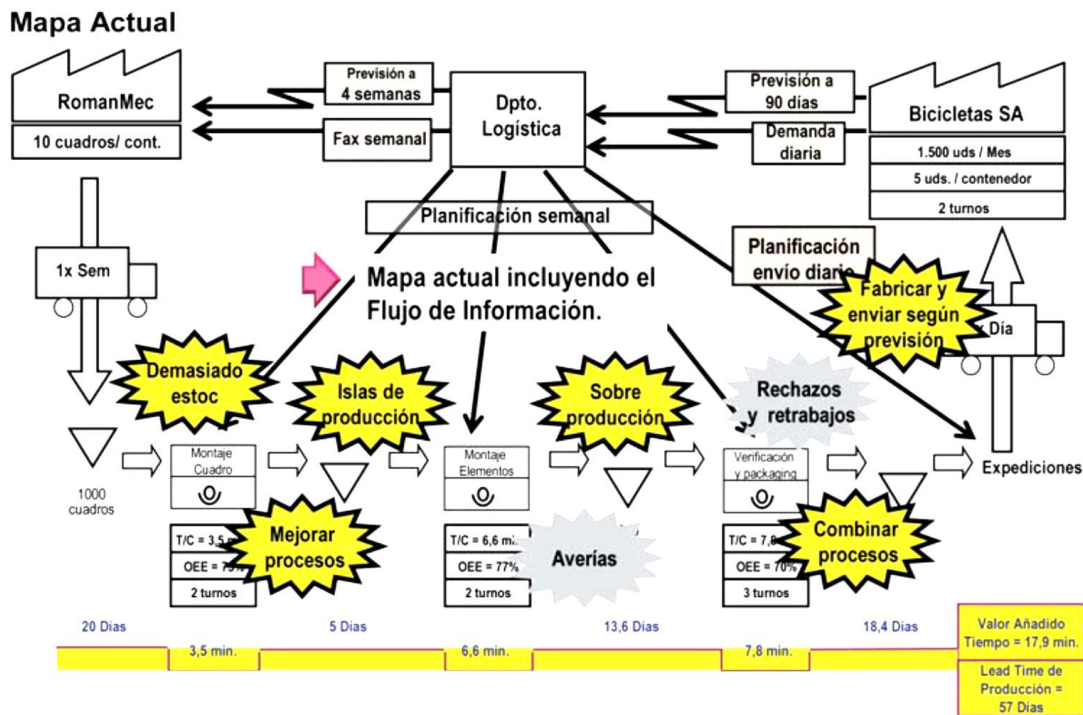 Mapa Actual
RomanMec
10 cuadros/ cont.
Previsión a
4 semanas
Fax semanal
Dpto.
Logística
Previsión a
90 días
Demanda
diaria
Bicicletas SA
1.500 uds / Mes
5 uds. / contenedor
2 turnos
Planificación semanal
1x Sem
Mapa actual incluyendo el
Flujo de Información.
Planificación
envío diario
Fabricar y
enviar según
previsión
Día
Demasiado
estoc
Islas de
producción
Sobre
producción
Rechazos
y retrabajos
1000
cuadros
Montaje
Cuadro
Montaje
Elementos
Verificación
y packaging
Expediciones
T/C = 3,5
OEE =
2 turnos
Mejorar
procesos
T/C = 6,6 min.
OEE = 77%
2 turnos
Averías
T/C = 7,8
OEE = 70%
3 turnos
Combinar
procesos
20 Dias
5 Dias
13,6 Dias
18,4 Dias
3,5 min.
6,6 min.
7,8 min.
Valor Añadido
Tiempo = 17,9 min.
Lead Time de
Producción =
57 Dias